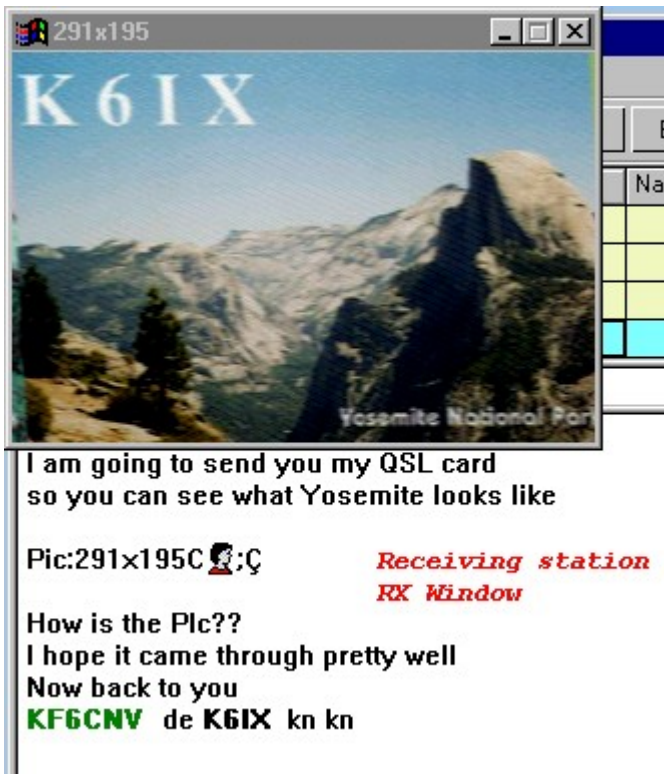 291x195
K6IX
Na
Yosemite National Par
I am going to send you my QSL card
so you can see what Yosemite looks like
Pic:291x195C ;Ç
Receiving station
RX Window
How is the PIc??
I hope it came through pretty well
Now back to you
KF6CNV de K6IX kn kn